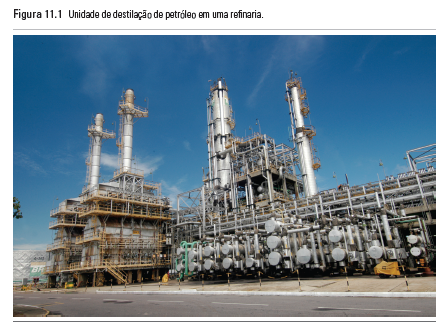 Figura 11.1 Unidade de destilação de petróleo em uma refinaria.